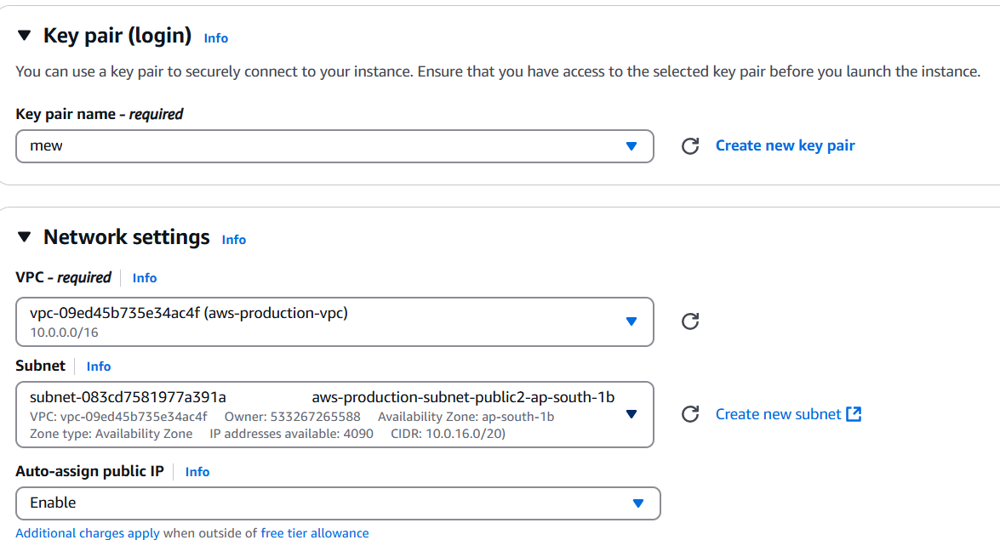 Key pair (login) Info
You can use a key pair to securely connect to your instance. Ensure that you have access to the selected key pair before you launch the instance.
Key pair name - required
mew
Create new key pair
Network settings Info
VPC - required Info
vpc-09ed45b735e34ac4f (aws-production-vpc)
10.0.0.0/16
Subnet Info
subnet-083cd7581977a391a aws-production-subnet-public2-ap-south-1b
VPC: vpc-09ed45b735e34ac4f Owner: 533267265588 Availability Zone: ap-south-1b
Zone type: Availability Zone IP addresses available: 4090 CIDR: 10.0.16.0/20)
Create new subnet
Auto-assign public IP Info
Enable
Additional charges apply when outside of free tier allowance